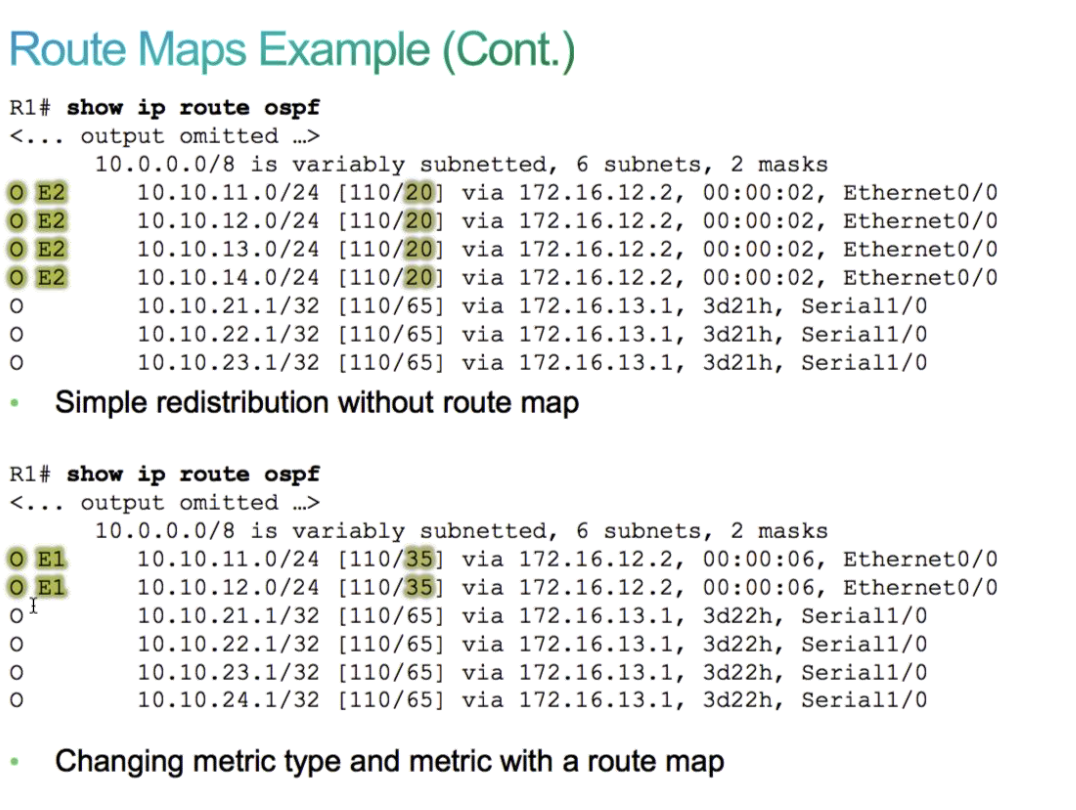 Route Maps Example (Cont.)
R1# show ip route ospf
<... output omitted …>
10.0.0.0/8 is variably subnetted, 6 subnets, 2 masks
O E2 10.10.11.0/24 [110/20] via 172.16.12.2, 00:00:02, Ethernet0/0
O E2 10.10.12.0/24 [110/20] via 172.16.12.2, 00:00:02, Ethernet0/0
O E2 10.10.13.0/24 [110/20] via 172.16.12.2, 00:00:02, Ethernet0/0
O E2 10.10.14.0/24 [110/20] via 172.16.12.2, 00:00:02, Ethernet0/0
O 10.10.21.1/32 [110/65] via 172.16.13.1, 3d21h, Serial1/0
O 10.10.22.1/32 [110/65] via 172.16.13.1, 3d21h, Serial1/0
O 10.10.23.1/32 [110/65] via 172.16.13.1, 3d21h, Serial1/0
• Simple redistribution without route map
R1# show ip route ospf
<... output omitted …>
10.0.0.0/8 is variably subnetted, 6 subnets, 2 masks
O E1 10.10.11.0/24 [110/35] via 172.16.12.2, 00:00:06, Ethernet0/0
O E1 10.10.12.0/24 [110/35] via 172.16.12.2, 00:00:06, Ethernet0/0
O 10.10.21.1/32 [110/65] via 172.16.13.1, 3d22h, Serial1/0
O 10.10.22.1/32 [110/65] via 172.16.13.1, 3d22h, Serial1/0
O 10.10.23.1/32 [110/65] via 172.16.13.1, 3d22h, Serial1/0
O 10.10.24.1/32 [110/65] via 172.16.13.1, 3d22h, Serial1/0
• Changing metric type and metric with a route map